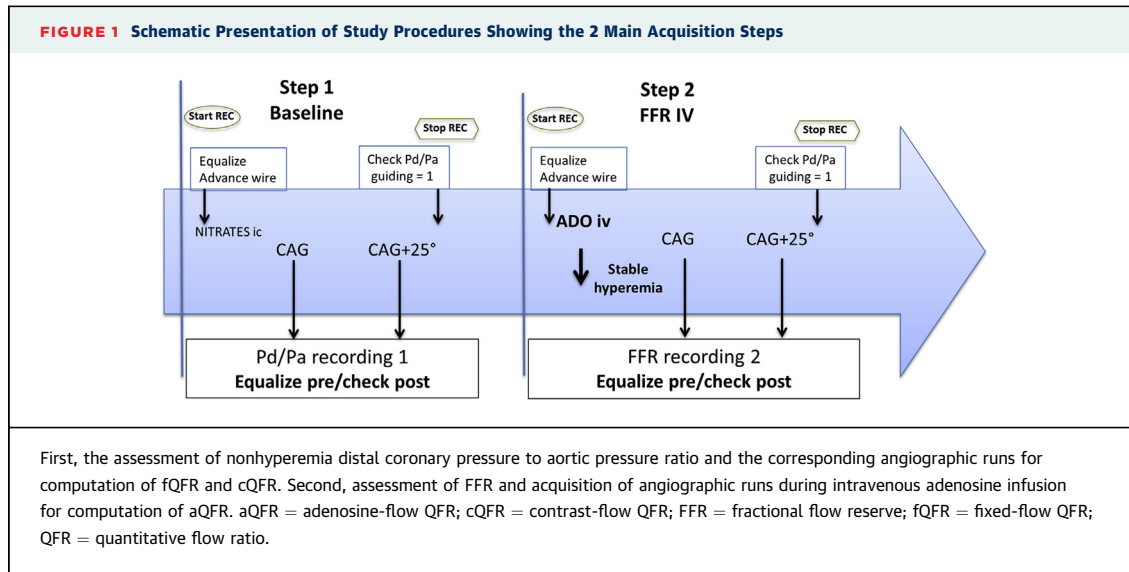 FIGURE 1 Schematic Presentation of Study Procedures Showing the 2 Main Acquisition Steps
Step 1
Baseline
Start REC
Stop REC
Equalize
Advance wire
Check Pd/Pa
guiding = 1
NITRATES ic
CAG
CAG+25°
Pd/Pa recording 1
Equalize pre/check post
Step 2
FFR IV
Start REC
Stop REC
Equalize
Advance wire
Check Pd/Pa
guiding = 1
ADO iv
Stable
hyperemia
CAG
CAG+25°
FFR recording 2
Equalize pre/check post
First, the assessment of nonhyperemia distal coronary pressure to aortic pressure ratio and the corresponding angiographic runs for
computation of fQFR and cQFR. Second, assessment of FFR and acquisition of angiographic runs during intravenous adenosine infusion
for computation of aQFR. aQFR = adenosine-flow QFR; cQFR = contrast-flow QFR; FFR = fractional flow reserve; fQFR = fixed-flow QFR;
QFR = quantitative flow ratio.